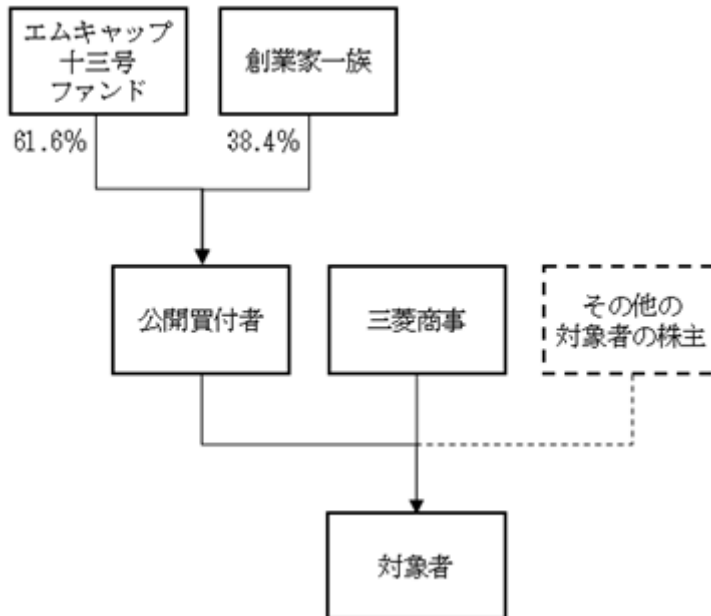 エムキャップ
十三号
ファンド
創業家一族
61.6%
38.4%
公開買付者
三菱商事
その他の
対象者の株主
対象者